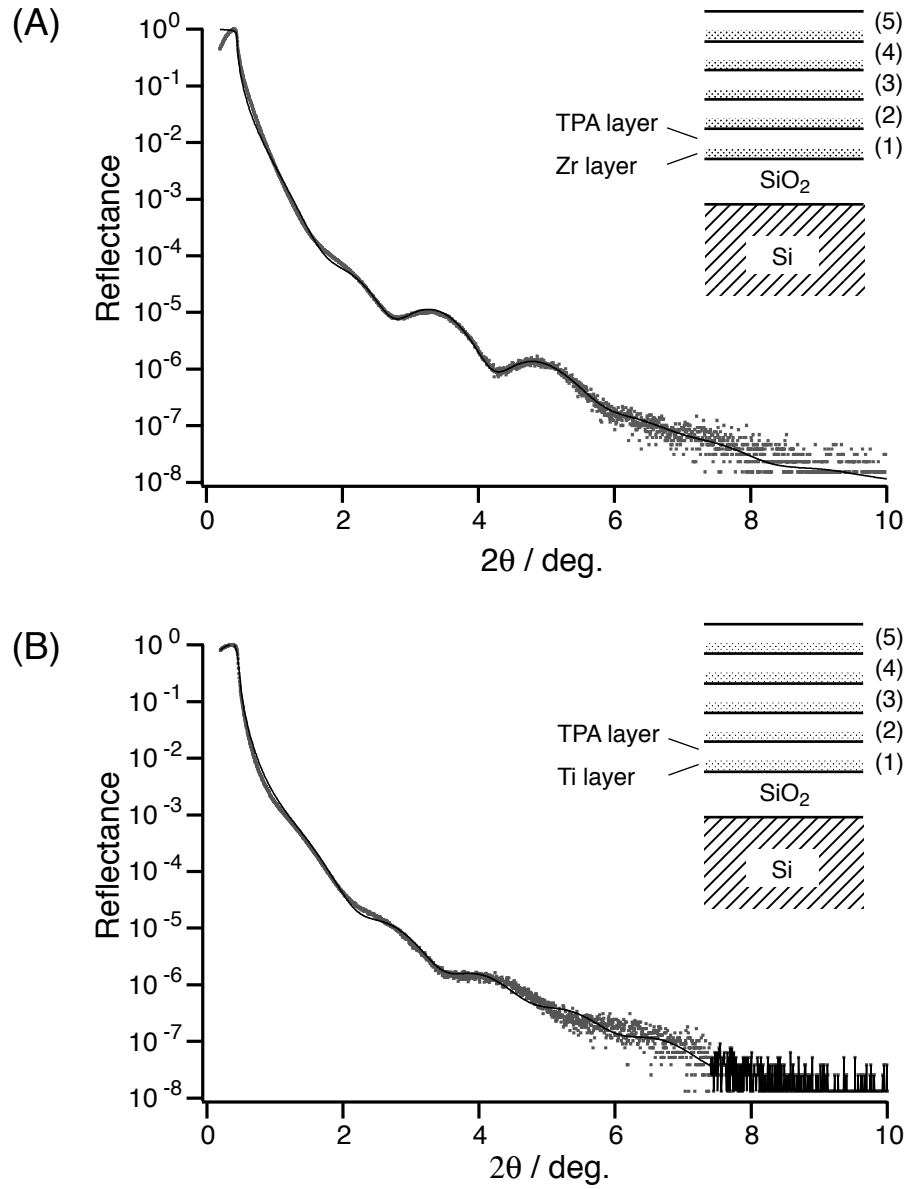 (A)
10^0
10^-1
10^-2
10^-3
10^-4
10^-5
10^-6
10^-7
10^-8
Reflectance
0 2 4 6 8 10
2θ / deg.
(5)
(4)
(3)
(2)
(1)
TPA layer
Zr layer
SiO₂
Si
(B)
10^0
10^-1
10^-2
10^-3
10^-4
10^-5
10^-6
10^-7
10^-8
Reflectance
0 2 4 6 8 10
2θ / deg.
(5)
(4)
(3)
(2)
(1)
TPA layer
Ti layer
SiO₂
Si